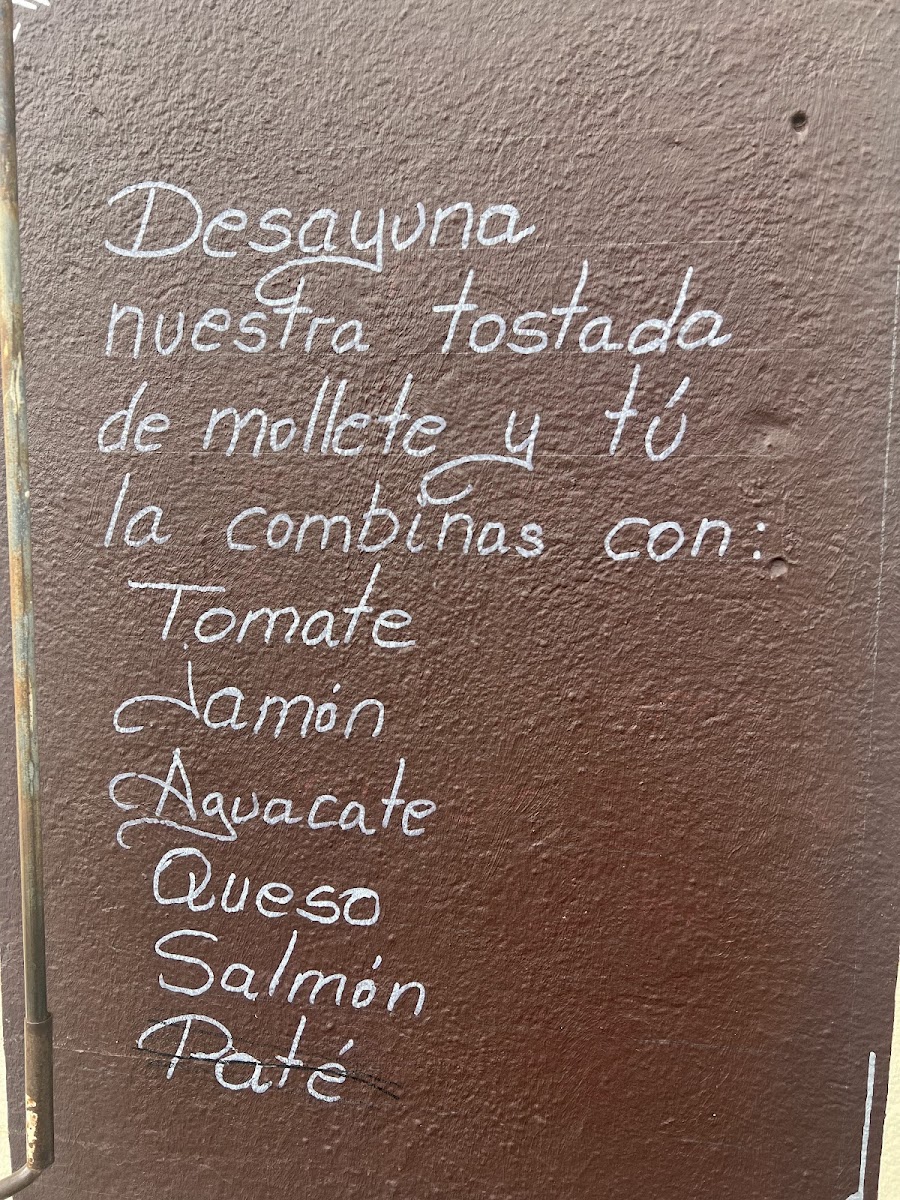 Desayuna
nuestra tostada
de mollete y tú
la combinas con:
Tomate
Jamón
Aguacate
Queso
Salmón
Paté